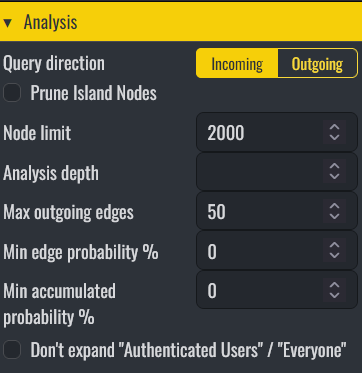 Analysis
Query direction Incoming Outgoing
Prune Island Nodes
Node limit 2000
Analysis depth
Max outgoing edges 50
Min edge probability % 0
Min accumulated 0
probability %
Don't expand "Authenticated Users" / "Everyone"